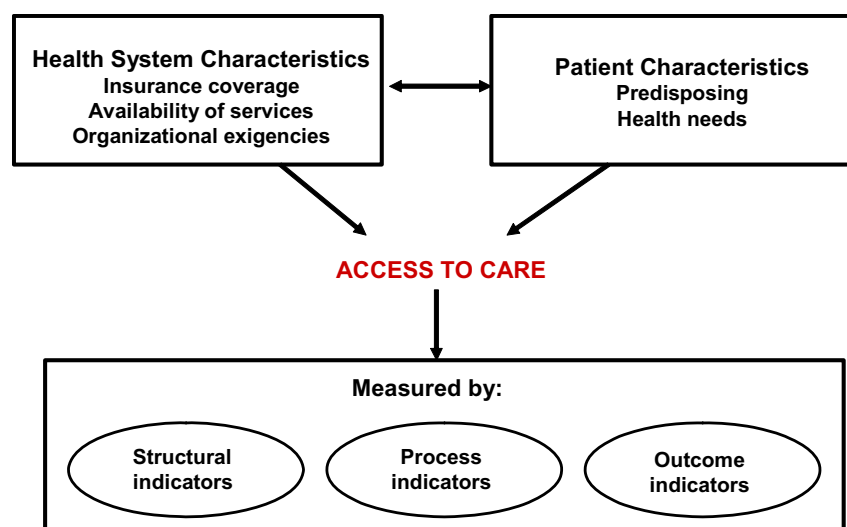 Health System Characteristics
Insurance coverage
Availability of services
Organizational exigencies
Patient Characteristics
Predisposing
Health needs
ACCESS TO CARE
Measured by:
Structural
indicators
Process
indicators
Outcome
indicators